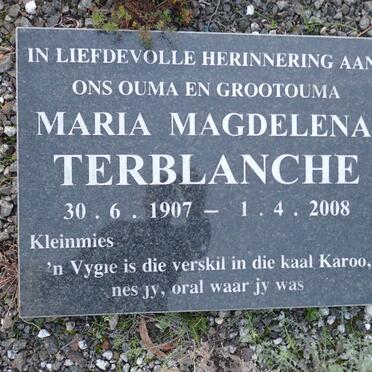 IN LIEFDEVOLLE HERINNERING AAN
ONS OUMA EN GROOTOUMA
MARIA MAGDELENA
TERBLANCHE
30 . 6 . 1907 – 1 . 4 . 2008
Kleinmies
'n Vygie is die verskil in die kaal Karoo,
nes jy, oral waar jy was